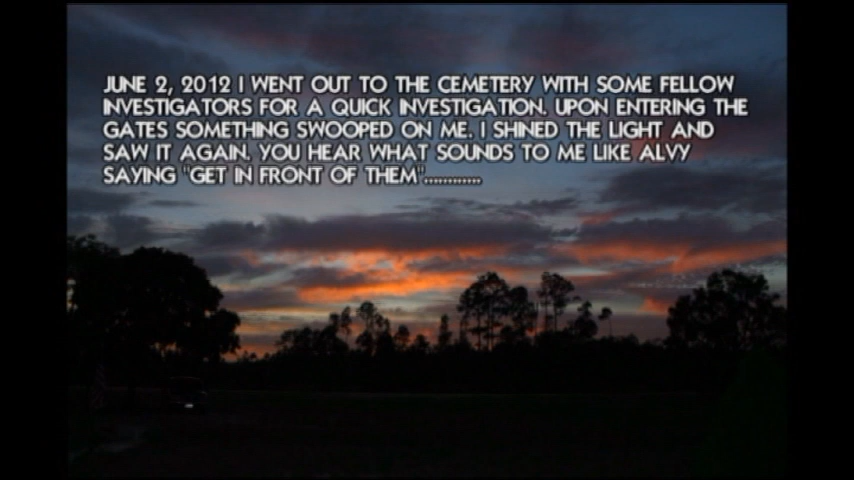 JUNE 2, 2012 I WENT OUT TO THE CEMETERY WITH SOME FELLOW
INVESTIGATORS FOR A QUICK INVESTIGATION. UPON ENTERING THE
GATES SOMETHING SWOOPED ON ME. I SHINED THE LIGHT AND
SAW IT AGAIN. YOU HEAR WHAT SOUNDS TO ME LIKE ALVY
SAYING "GET IN FRONT OF THEM"............